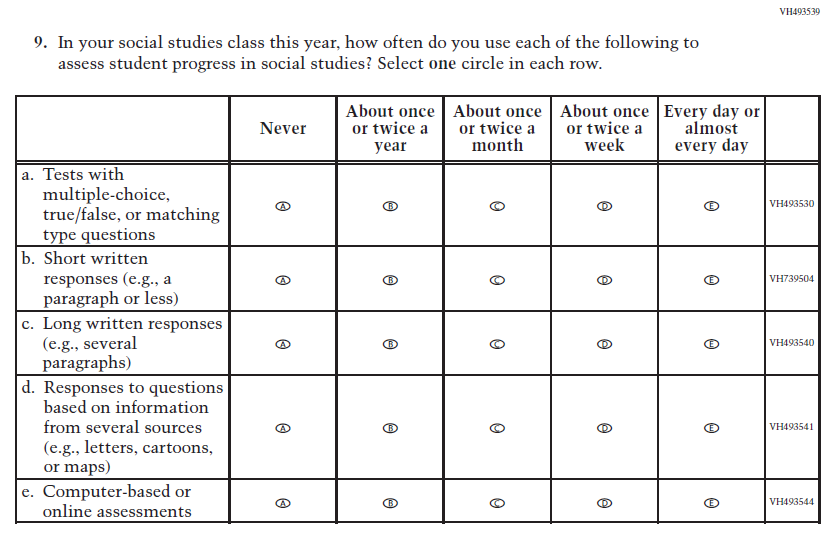 VH493539
9. In your social studies class this year, how often do you use each of the following to
assess student progress in social studies? Select one circle in each row.
Never
About once
or twice a
year
About once
or twice a
month
About once
or twice a
week
Every day or
almost
every day
a. Tests with
multiple-choice,
true/false, or matching
type questions
A B C D E VH493530
b. Short written
responses (e.g., a
paragraph or less)
A B C D E VH739504
c. Long written responses
(e.g., several
paragraphs)
A B C D E VH493540
d. Responses to questions
based on information
from several sources
(e.g., letters, cartoons,
or maps)
A B C D E VH493541
e. Computer-based or
online assessments
A B C D E VH493544